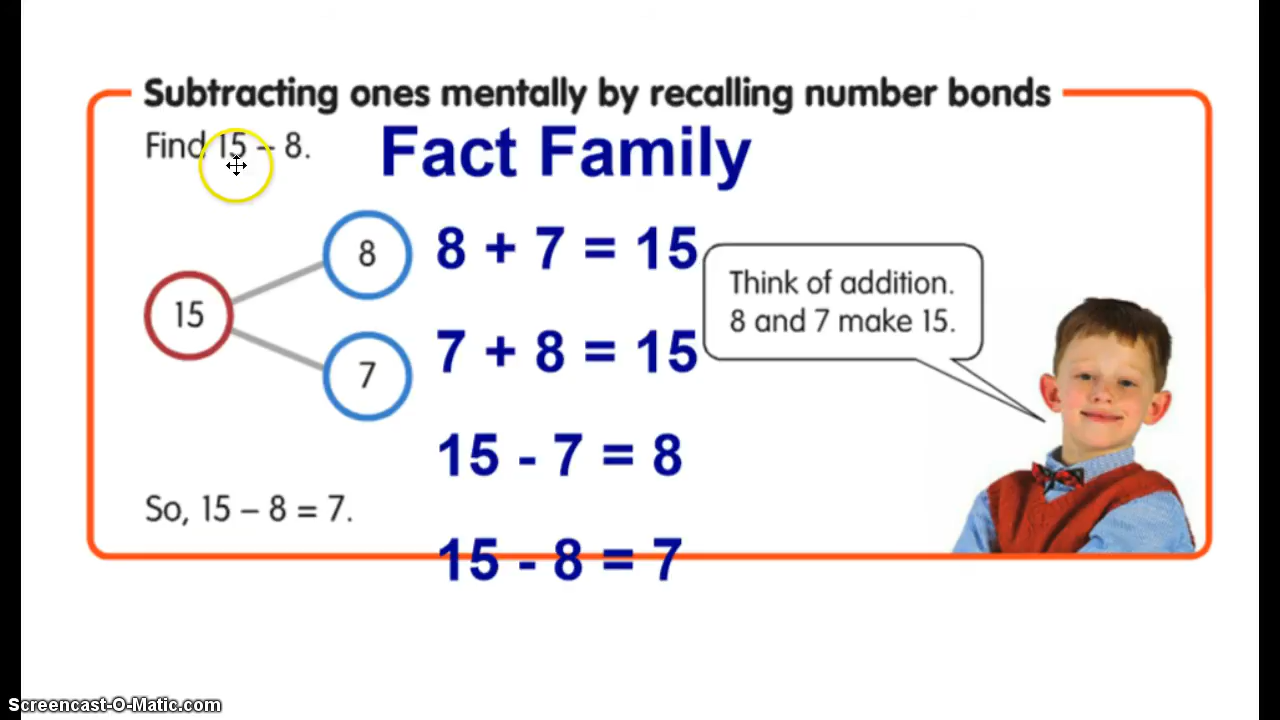 Subtracting ones mentally by recalling number bonds
Find 15 – 8.
Fact Family
15
8
7
8 + 7 = 15
7 + 8 = 15
15 - 7 = 8
15 - 8 = 7
Think of addition.
8 and 7 make 15.
So, 15 – 8 = 7.
Screencast-O-Matic.com